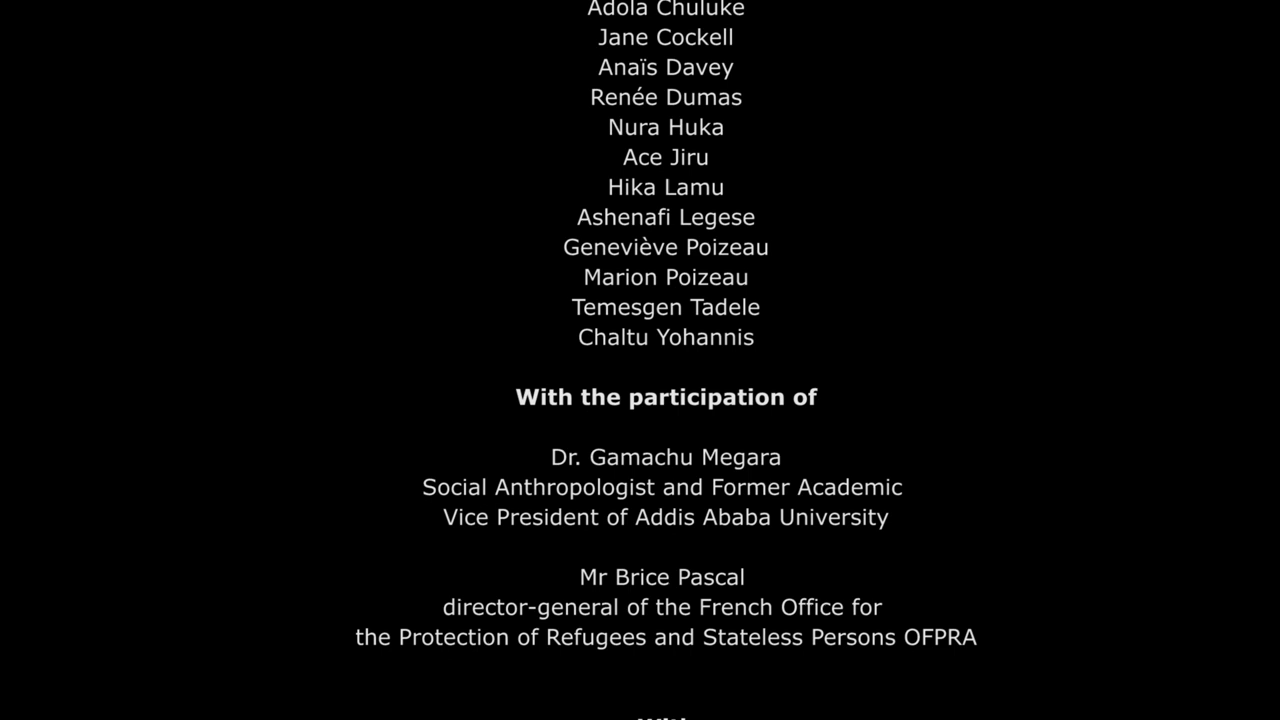 Adola Chuluke
Jane Cockell
Anaïs Davey
Renée Dumas
Nura Huka
Ace Jiru
Hika Lamu
Ashenafi Legese
Geneviève Poizeau
Marion Poizeau
Temesgen Tadele
Chaltu Yohannis
With the participation of
Dr. Gamachu Megara
Social Anthropologist and Former Academic
Vice President of Addis Ababa University
Mr Brice Pascal
director-general of the French Office for
the Protection of Refugees and Stateless Persons OFPRA